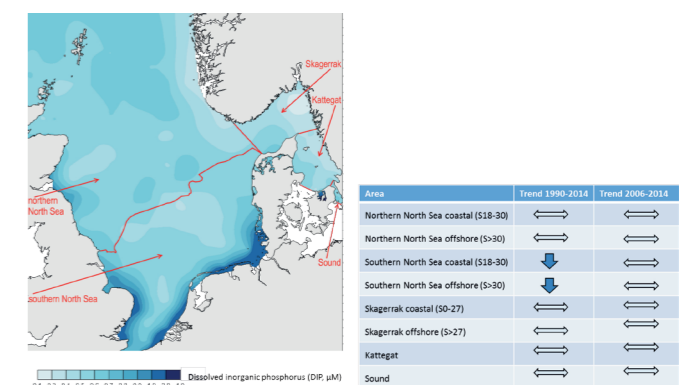 Skagerrak
Kattegat
northern
North Sea
Sound
southern North Sea
Dissolved inorganic phosphorus (DIP, µM)
Area Trend 1990-2014 Trend 2006-2014
Northern North Sea coastal (S18-30)
Northern North Sea offshore (S>30)
Southern North Sea coastal (S18-30)
Southern North Sea offshore (S>30)
Skagerrak coastal (S0-27)
Skagerrak offshore (S>27)
Kattegat
Sound